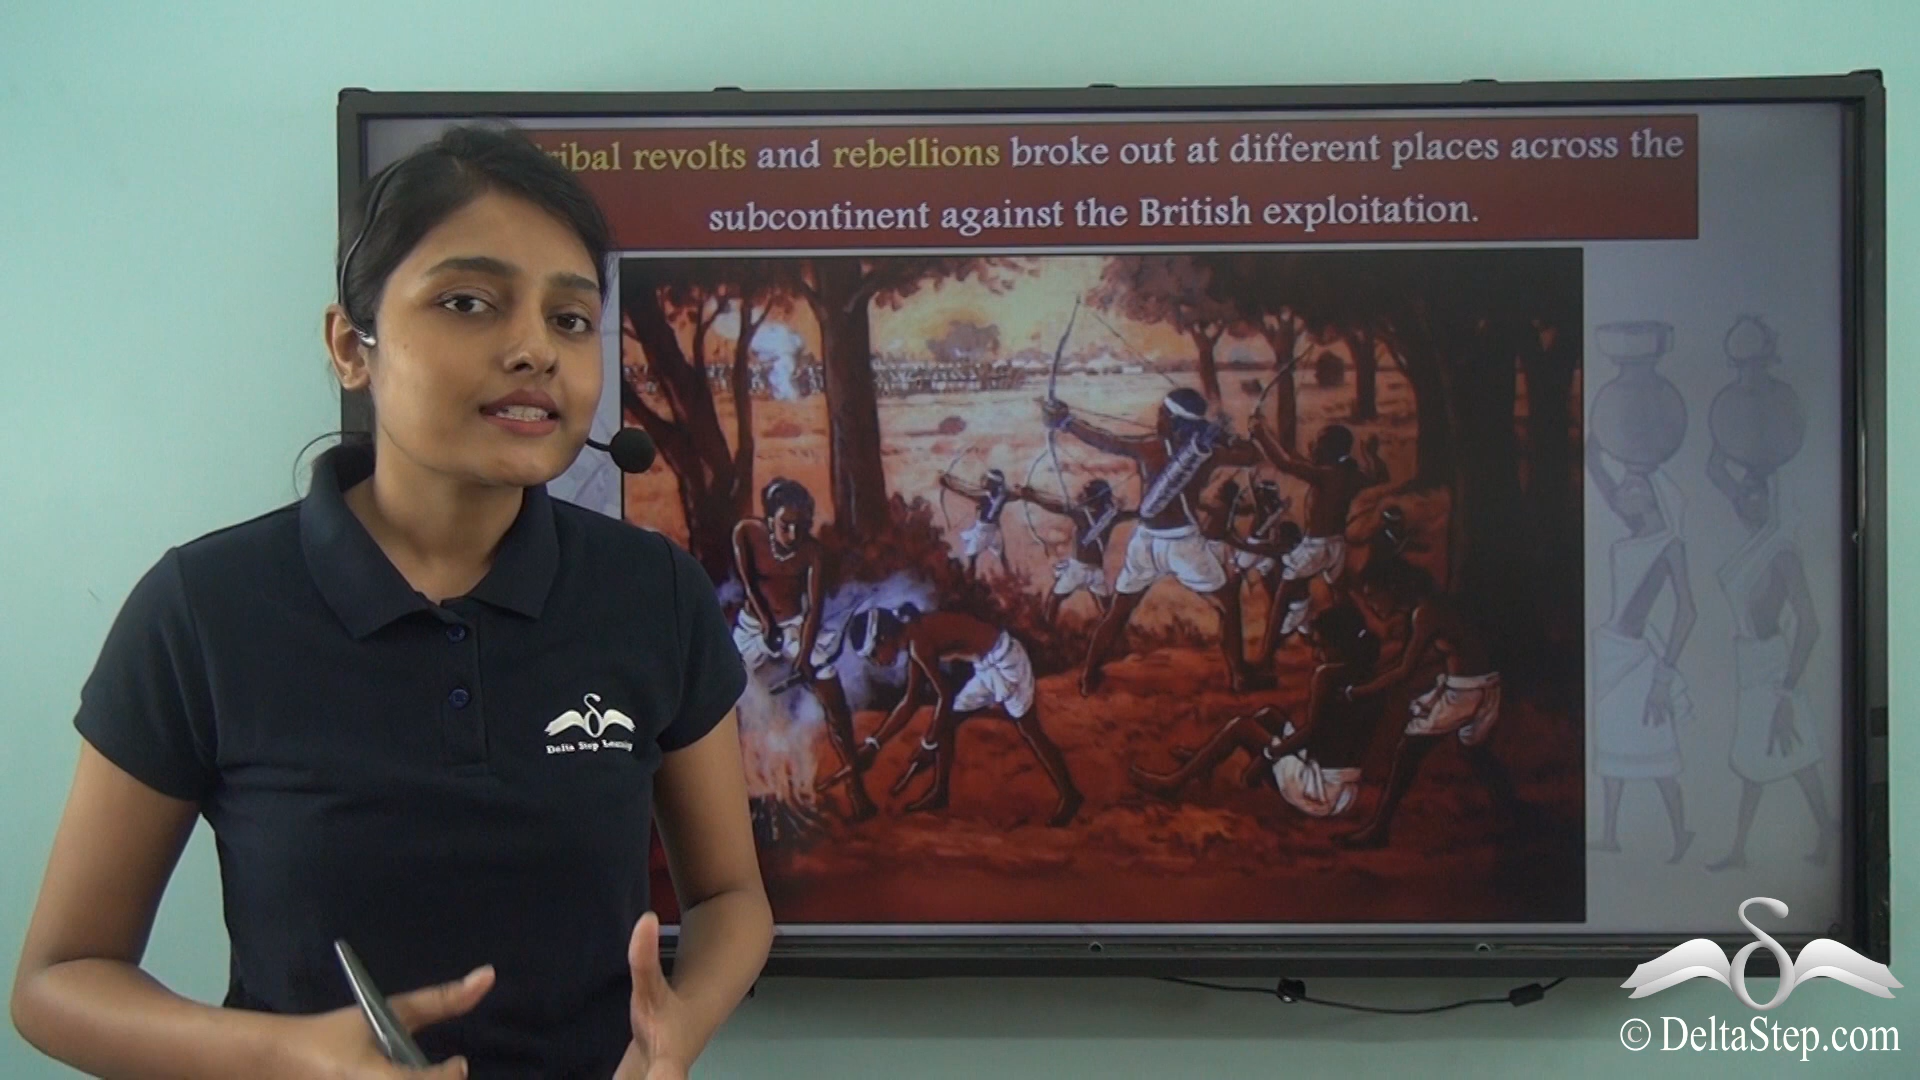 Tribal revolts and rebellions broke out at different places across the
subcontinent against the British exploitation.
Delta Step Learning
© DeltaStep.com